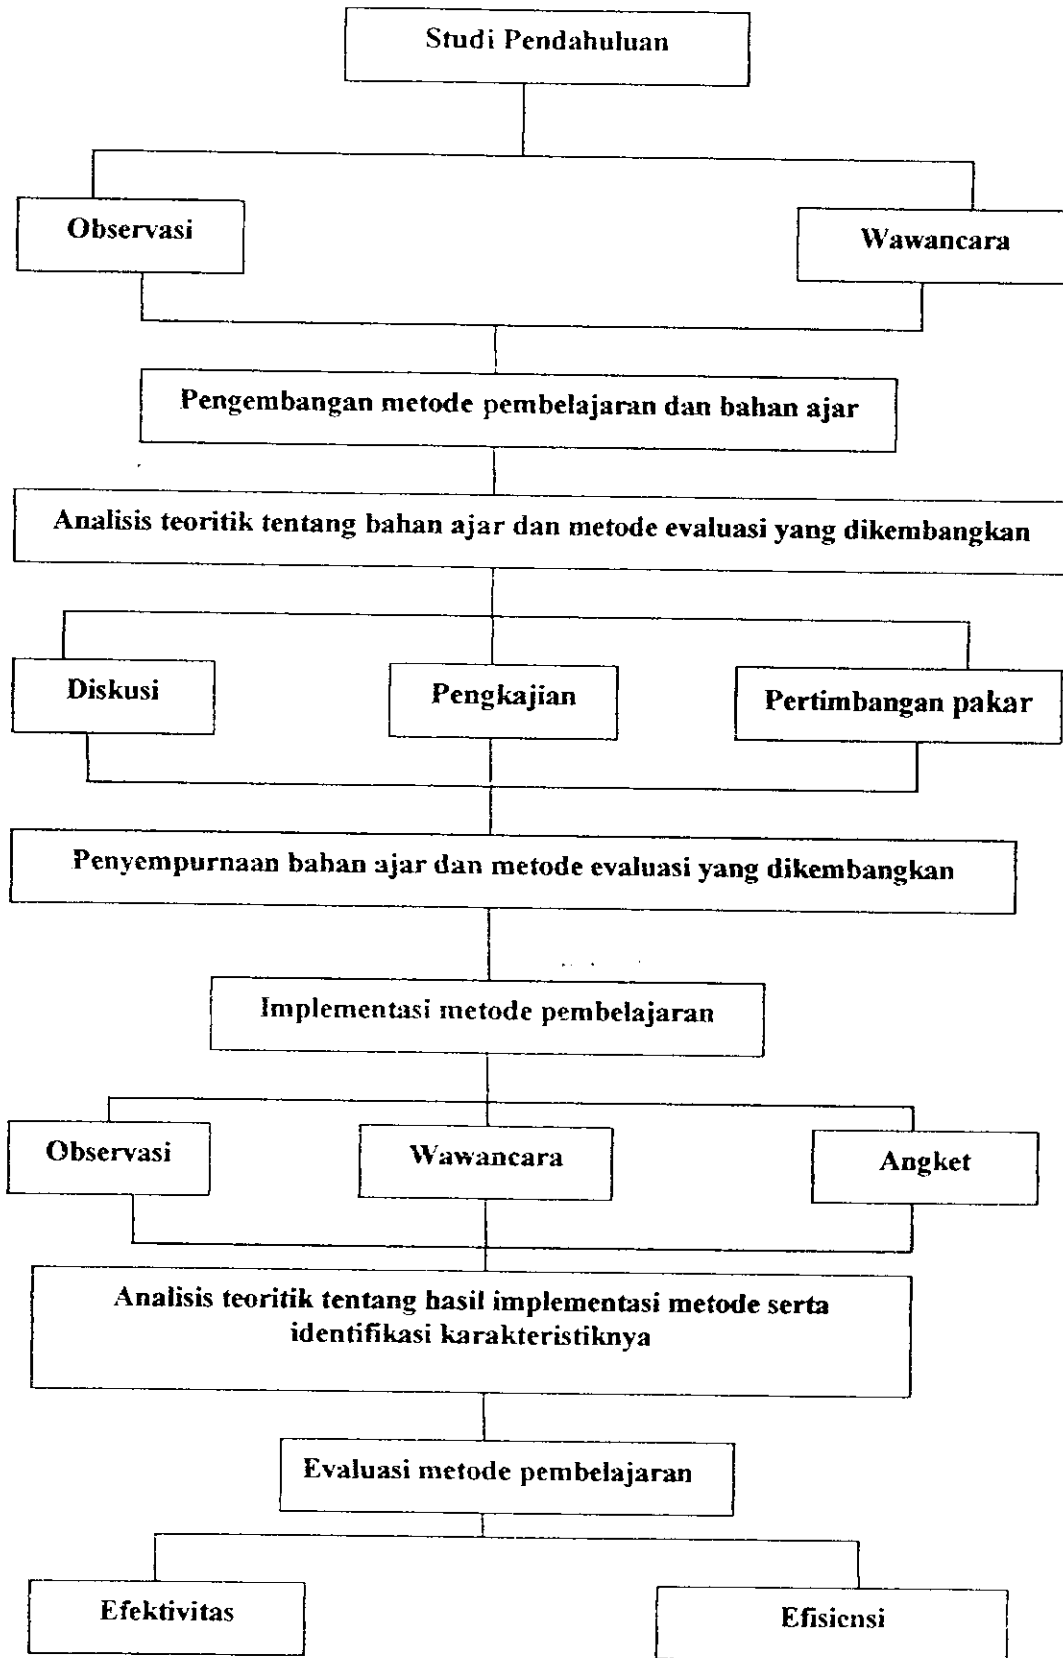 Studi Pendahuluan
Observasi
Wawancara
Pengembangan metode pembelajaran dan bahan ajar
Analisis teoritik tentang bahan ajar dan metode evaluasi yang dikembangkan
Diskusi
Pengkajian
Pertimbangan pakar
Penyempurnaan bahan ajar dan metode evaluasi yang dikembangkan
Implementasi metode pembelajaran
Observasi
Wawancara
Angket
Analisis teoritik tentang hasil implementasi metode serta
identifikasi karakteristiknya
Evaluasi metode pembelajaran
Efektivitas
Efisiensi